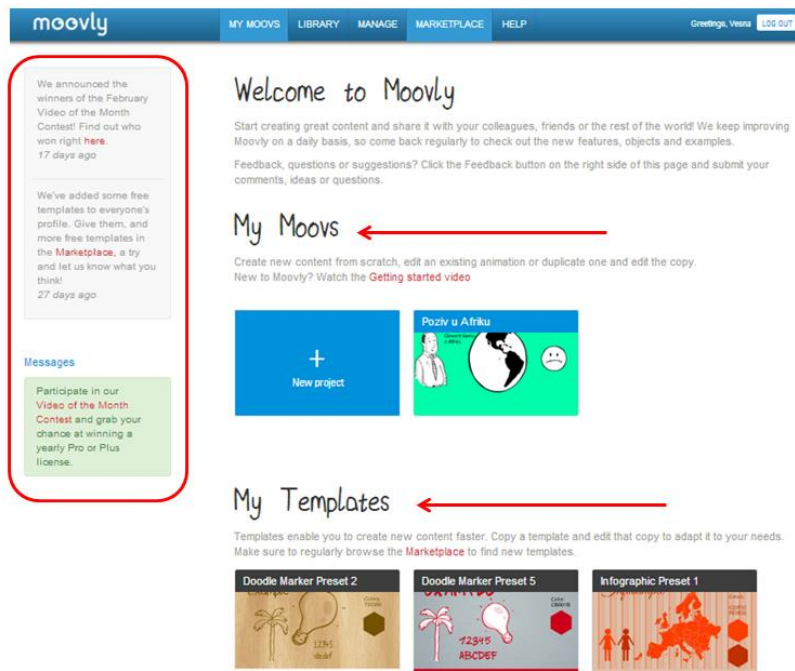 moovly
MY MOOVS LIBRARY MANAGE MARKETPLACE HELP
Greetings, Vesna LOG OUT
We announced the
winners of the February
Video of the Month
Contest! Find out who
won right here.
17 days ago
We've added some free
templates to everyone's
profile. Give them, and
more free templates in
the Marketplace, a try
and let us know what you
think!
27 days ago
Messages
Participate in our
Video of the Month
Contest and grab your
chance at winning a
yearly Pro or Plus
license.
Welcome to Moovly
Start creating great content and share it with your colleagues, friends or the rest of the world! We keep improving
Moovly on a daily basis, so come back regularly to check out the new features, objects and examples.
Feedback, questions or suggestions? Click the Feedback button on the right side of this page and submit your
comments, ideas or questions.
My Moovs
Create new content from scratch, edit an existing animation or duplicate one and edit the copy.
New to Moovly? Watch the Getting started video
+
New project
Poziv u Afriku
My Templates
Templates enable you to create new content faster. Copy a template and edit that copy to adapt it to your needs.
Make sure to regularly browse the Marketplace to find new templates.
Doodle Marker Preset 2
12345
abcdef
Doodle Marker Preset 5
12345
ABCDEF
Infographic Preset 1